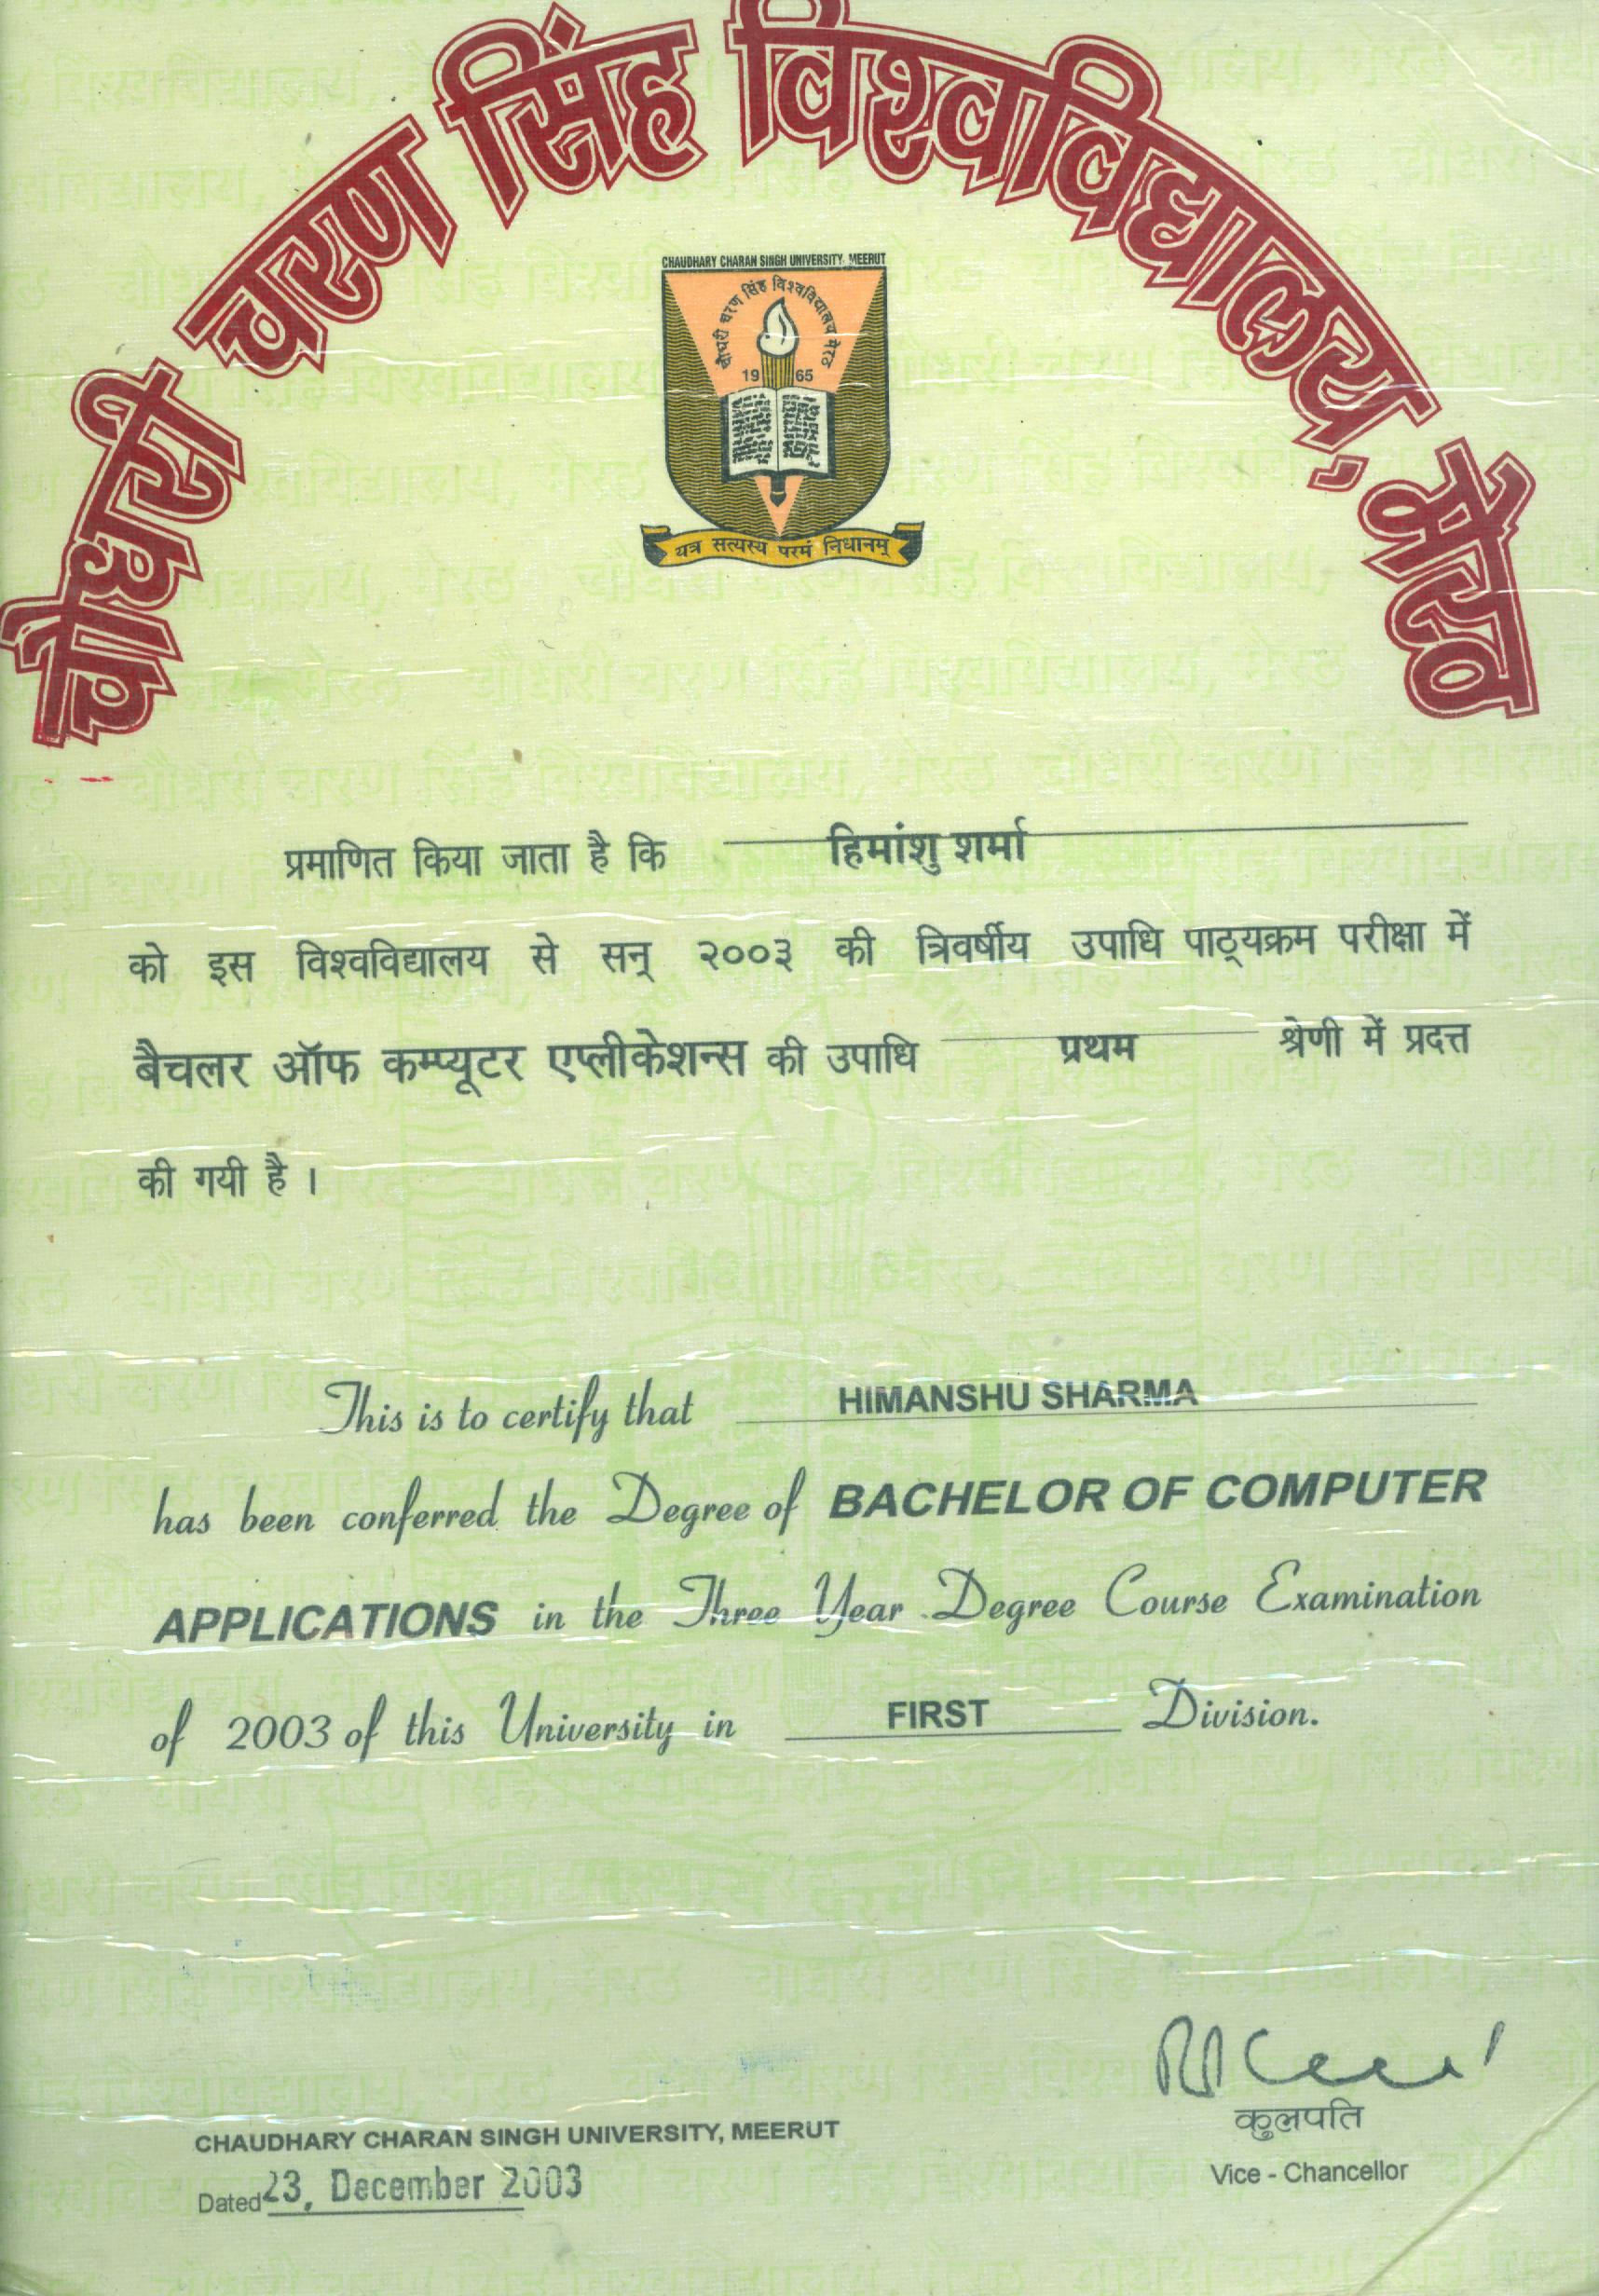 चौधरी चरण सिंह विश्वविद्यालय, मेरठ
CHAUDHARY CHARAN SINGH UNIVERSITY, MEERUT
चौधरी चरण सिंह विश्वविद्यालय मेरठ
19 65
यत्र सत्यस्य परमं निधानम्
प्रमाणित किया जाता है कि हिमांशु शर्मा
को इस विश्वविद्यालय से सन् २००३ की त्रिवर्षीय उपाधि पाठ्यक्रम परीक्षा में
बैचलर ऑफ कम्प्यूटर एप्लीकेशन्स की उपाधि प्रथम श्रेणी में प्रदत्त
की गयी है ।
This is to certify that HIMANSHU SHARMA
has been conferred the Degree of BACHELOR OF COMPUTER
APPLICATIONS in the Three Year Degree Course Examination
of 2003 of this University in FIRST Division.
कुलपति
Vice - Chancellor
CHAUDHARY CHARAN SINGH UNIVERSITY, MEERUT
Dated 23, December 2003